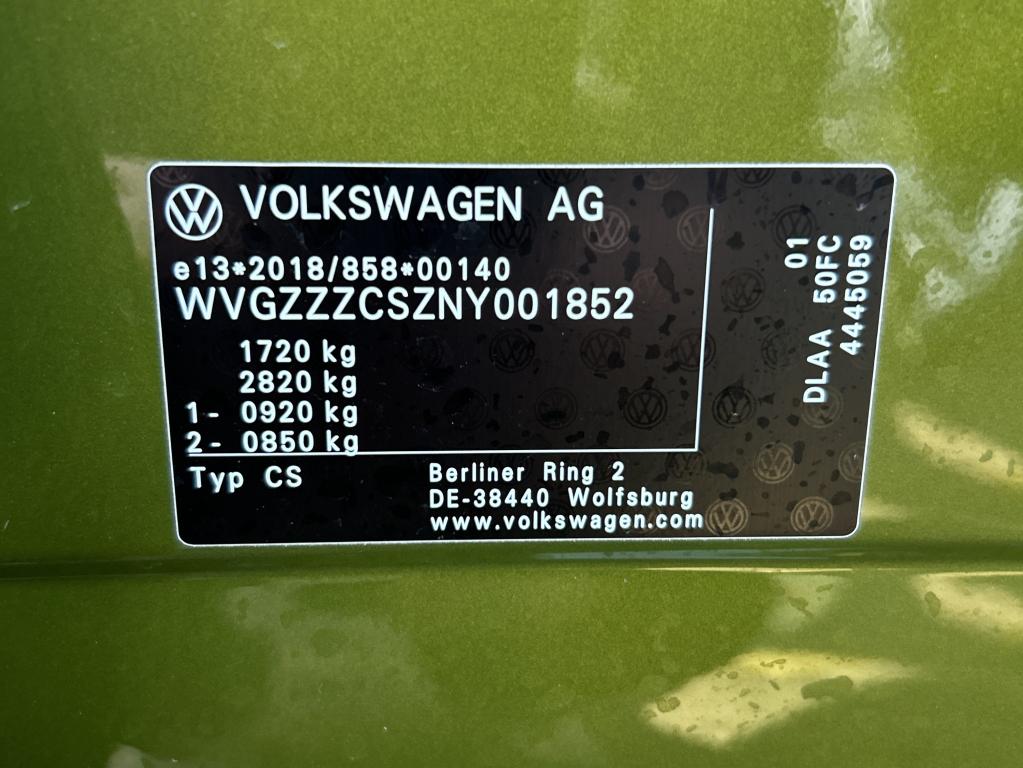 VOLKSWAGEN AG
e13*2018/858*00140
WVGZZZCSZNY001852
1720 kg
2820 kg
1- 0920 kg
2- 0850 kg
Typ CS
Berliner Ring 2
DE-38440 Wolfsburg
www.volkswagen.com
01
DLAA 50FC
4445059